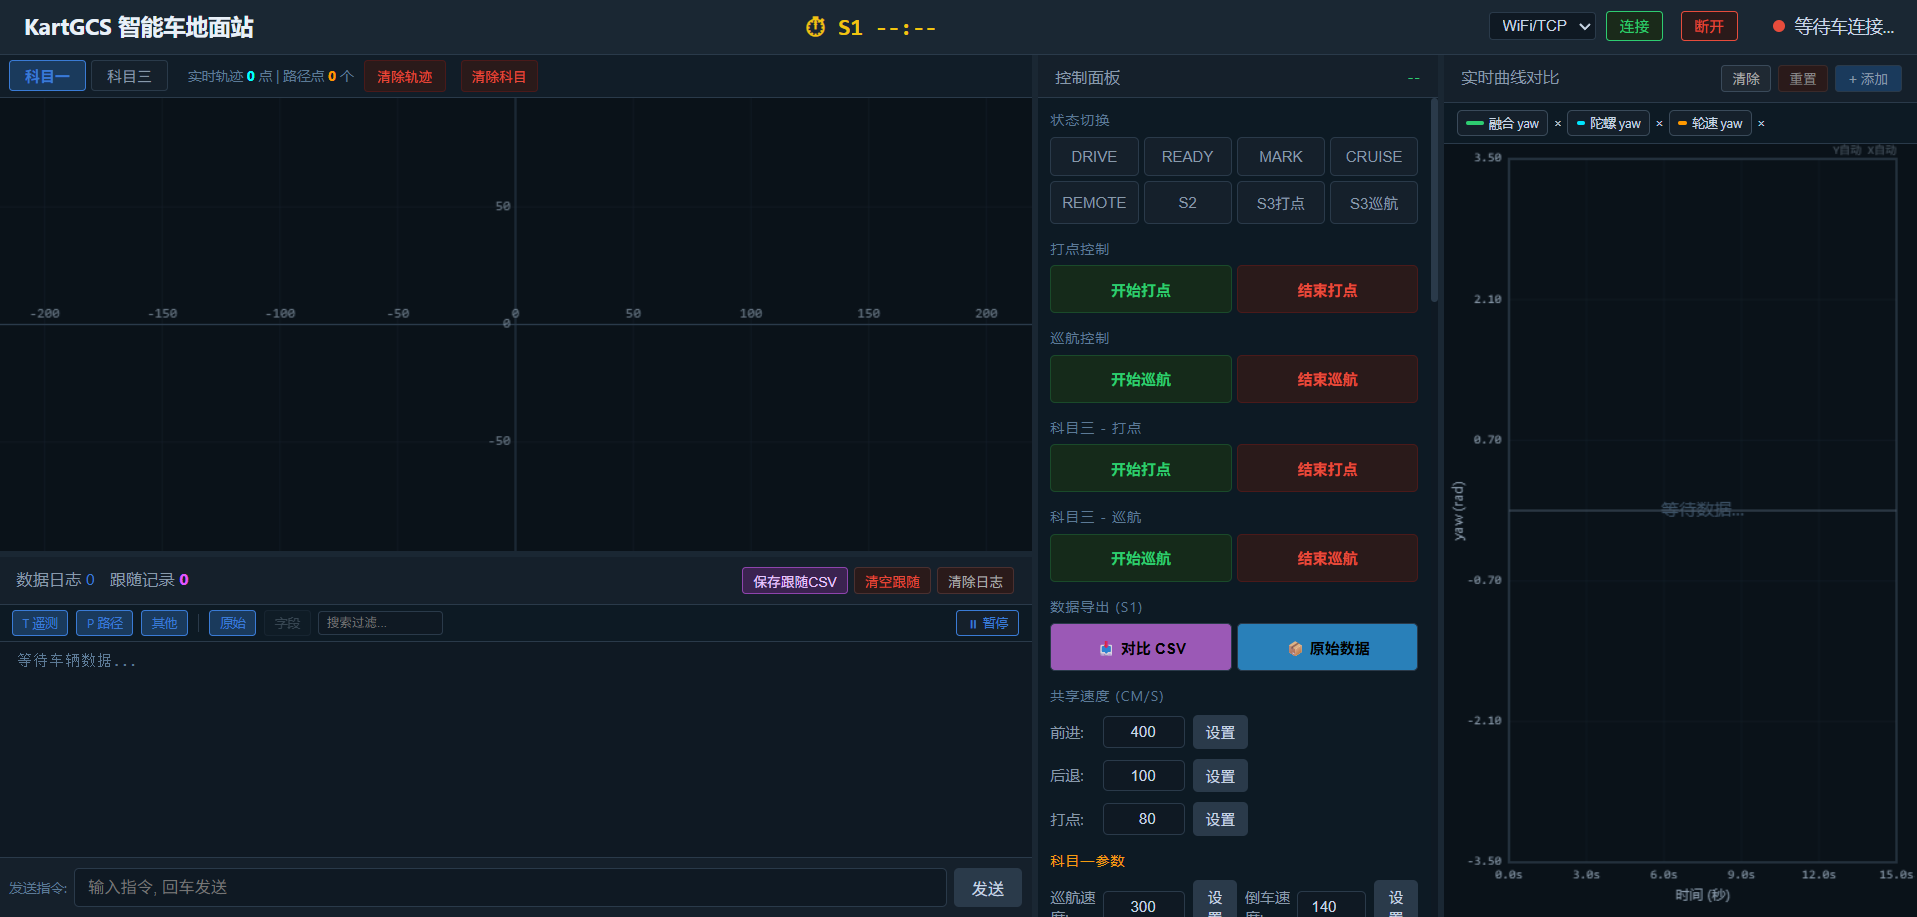 KartGCS 智能车地面站
⏱ S1 --:--
WiFi/TCP
连接
断开
等待车连接...
科目一
科目三
实时轨迹 0 点 | 路径点 0 个
清除轨迹
清除科目
50
-200 -150 -100 -50 0 50 100 150 200
0
-50
数据日志 0 跟随记录 0
保存跟随CSV
清空跟随
清除日志
T 遥测
P 路径
其他
原始
字段
搜索过滤...
⏸ 暂停
等待车辆数据...
发送指令:
输入指令, 回车发送
发送
控制面板
--
状态切换
DRIVE READY MARK CRUISE
REMOTE S2 S3打点 S3巡航
打点控制
开始打点 结束打点
巡航控制
开始巡航 结束巡航
科目三 - 打点
开始打点 结束打点
科目三 - 巡航
开始巡航 结束巡航
数据导出 (S1)
📥 对比 CSV 📦 原始数据
共享速度 (CM/S)
前进: 400 设置
后退: 100 设置
打点: 80 设置
科目一参数
巡航速度: 300 设置 倒车速度: 140 设置
实时曲线对比
清除
重置
+ 添加
融合 yaw ×
陀螺 yaw ×
轮速 yaw ×
Y自动 X自动
3.50
2.10
0.70
yaw (rad)
等待数据...
-0.70
-2.10
-3.50
0.0s 3.0s 6.0s 9.0s 12.0s 15.0s
时间 (秒)